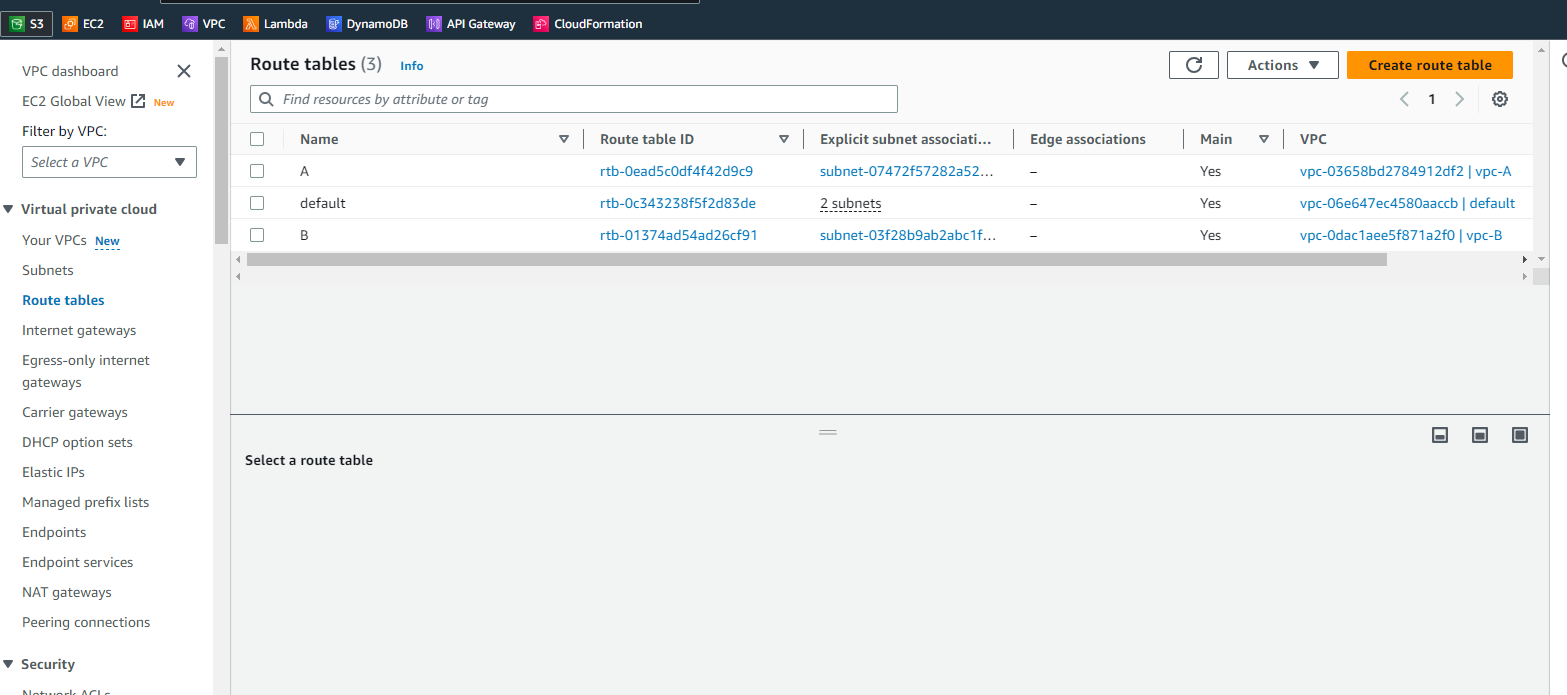 S3 EC2 IAM VPC Lambda DynamoDB API Gateway CloudFormation
VPC dashboard
EC2 Global View New
Filter by VPC:
Select a VPC
Virtual private cloud
Your VPCs New
Subnets
Route tables
Internet gateways
Egress-only internet
gateways
Carrier gateways
DHCP option sets
Elastic IPs
Managed prefix lists
Endpoints
Endpoint services
NAT gateways
Peering connections
Security
Network ACLs
Route tables (3) Info
Actions
Create route table
Find resources by attribute or tag
1
Name Route table ID Explicit subnet associati... Edge associations Main VPC
A rtb-0ead5c0df4f42d9c9 subnet-07472f57282a52... – Yes vpc-03658bd2784912df2 | vpc-A
default rtb-0c343238f5f2d83de 2 subnets – Yes vpc-06e647ec4580aaccb | default
B rtb-01374ad54ad26cf91 subnet-03f28b9ab2abc1f... – Yes vpc-0dac1aee5f871a2f0 | vpc-B
Select a route table